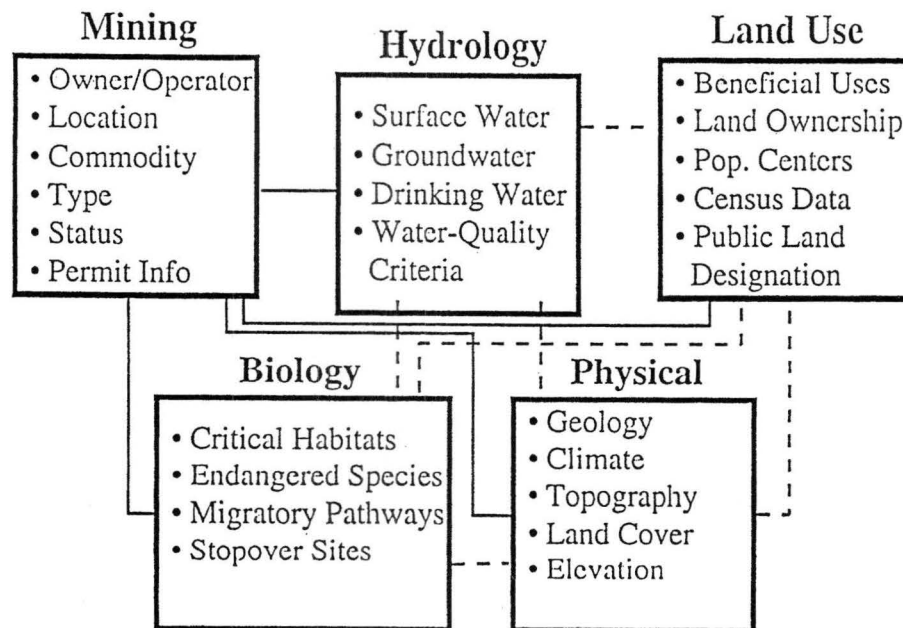 Mining
• Owner/Operator
• Location
• Commodity
• Type
• Status
• Permit Info
Hydrology
• Surface Water
• Groundwater
• Drinking Water
• Water-Quality
Criteria
Land Use
• Beneficial Uses
• Land Ownership
• Pop. Centers
• Census Data
• Public Land
Designation
Biology
• Critical Habitats
• Endangered Species
• Migratory Pathways
• Stopover Sites
Physical
• Geology
• Climate
• Topography
• Land Cover
• Elevation